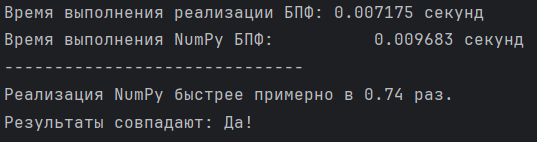 Время выполнения реализации БПФ: 0.007175 секунд
Время выполнения NumPy БПФ:          0.009683 секунд
------------------------------
Реализация NumPy быстрее примерно в 0.74 раз.
Результаты совпадают: Да!